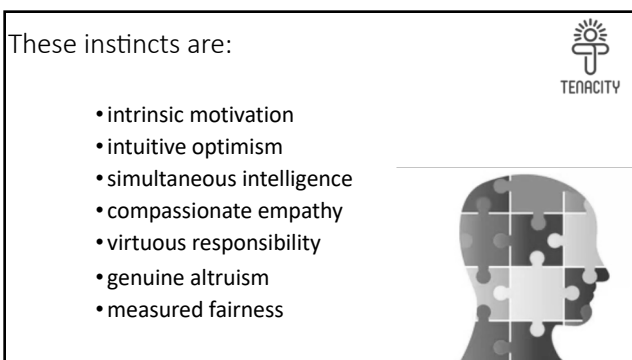 These instincts are:
TENACITY
• intrinsic motivation
• intuitive optimism
• simultaneous intelligence
• compassionate empathy
• virtuous responsibility
• genuine altruism
• measured fairness